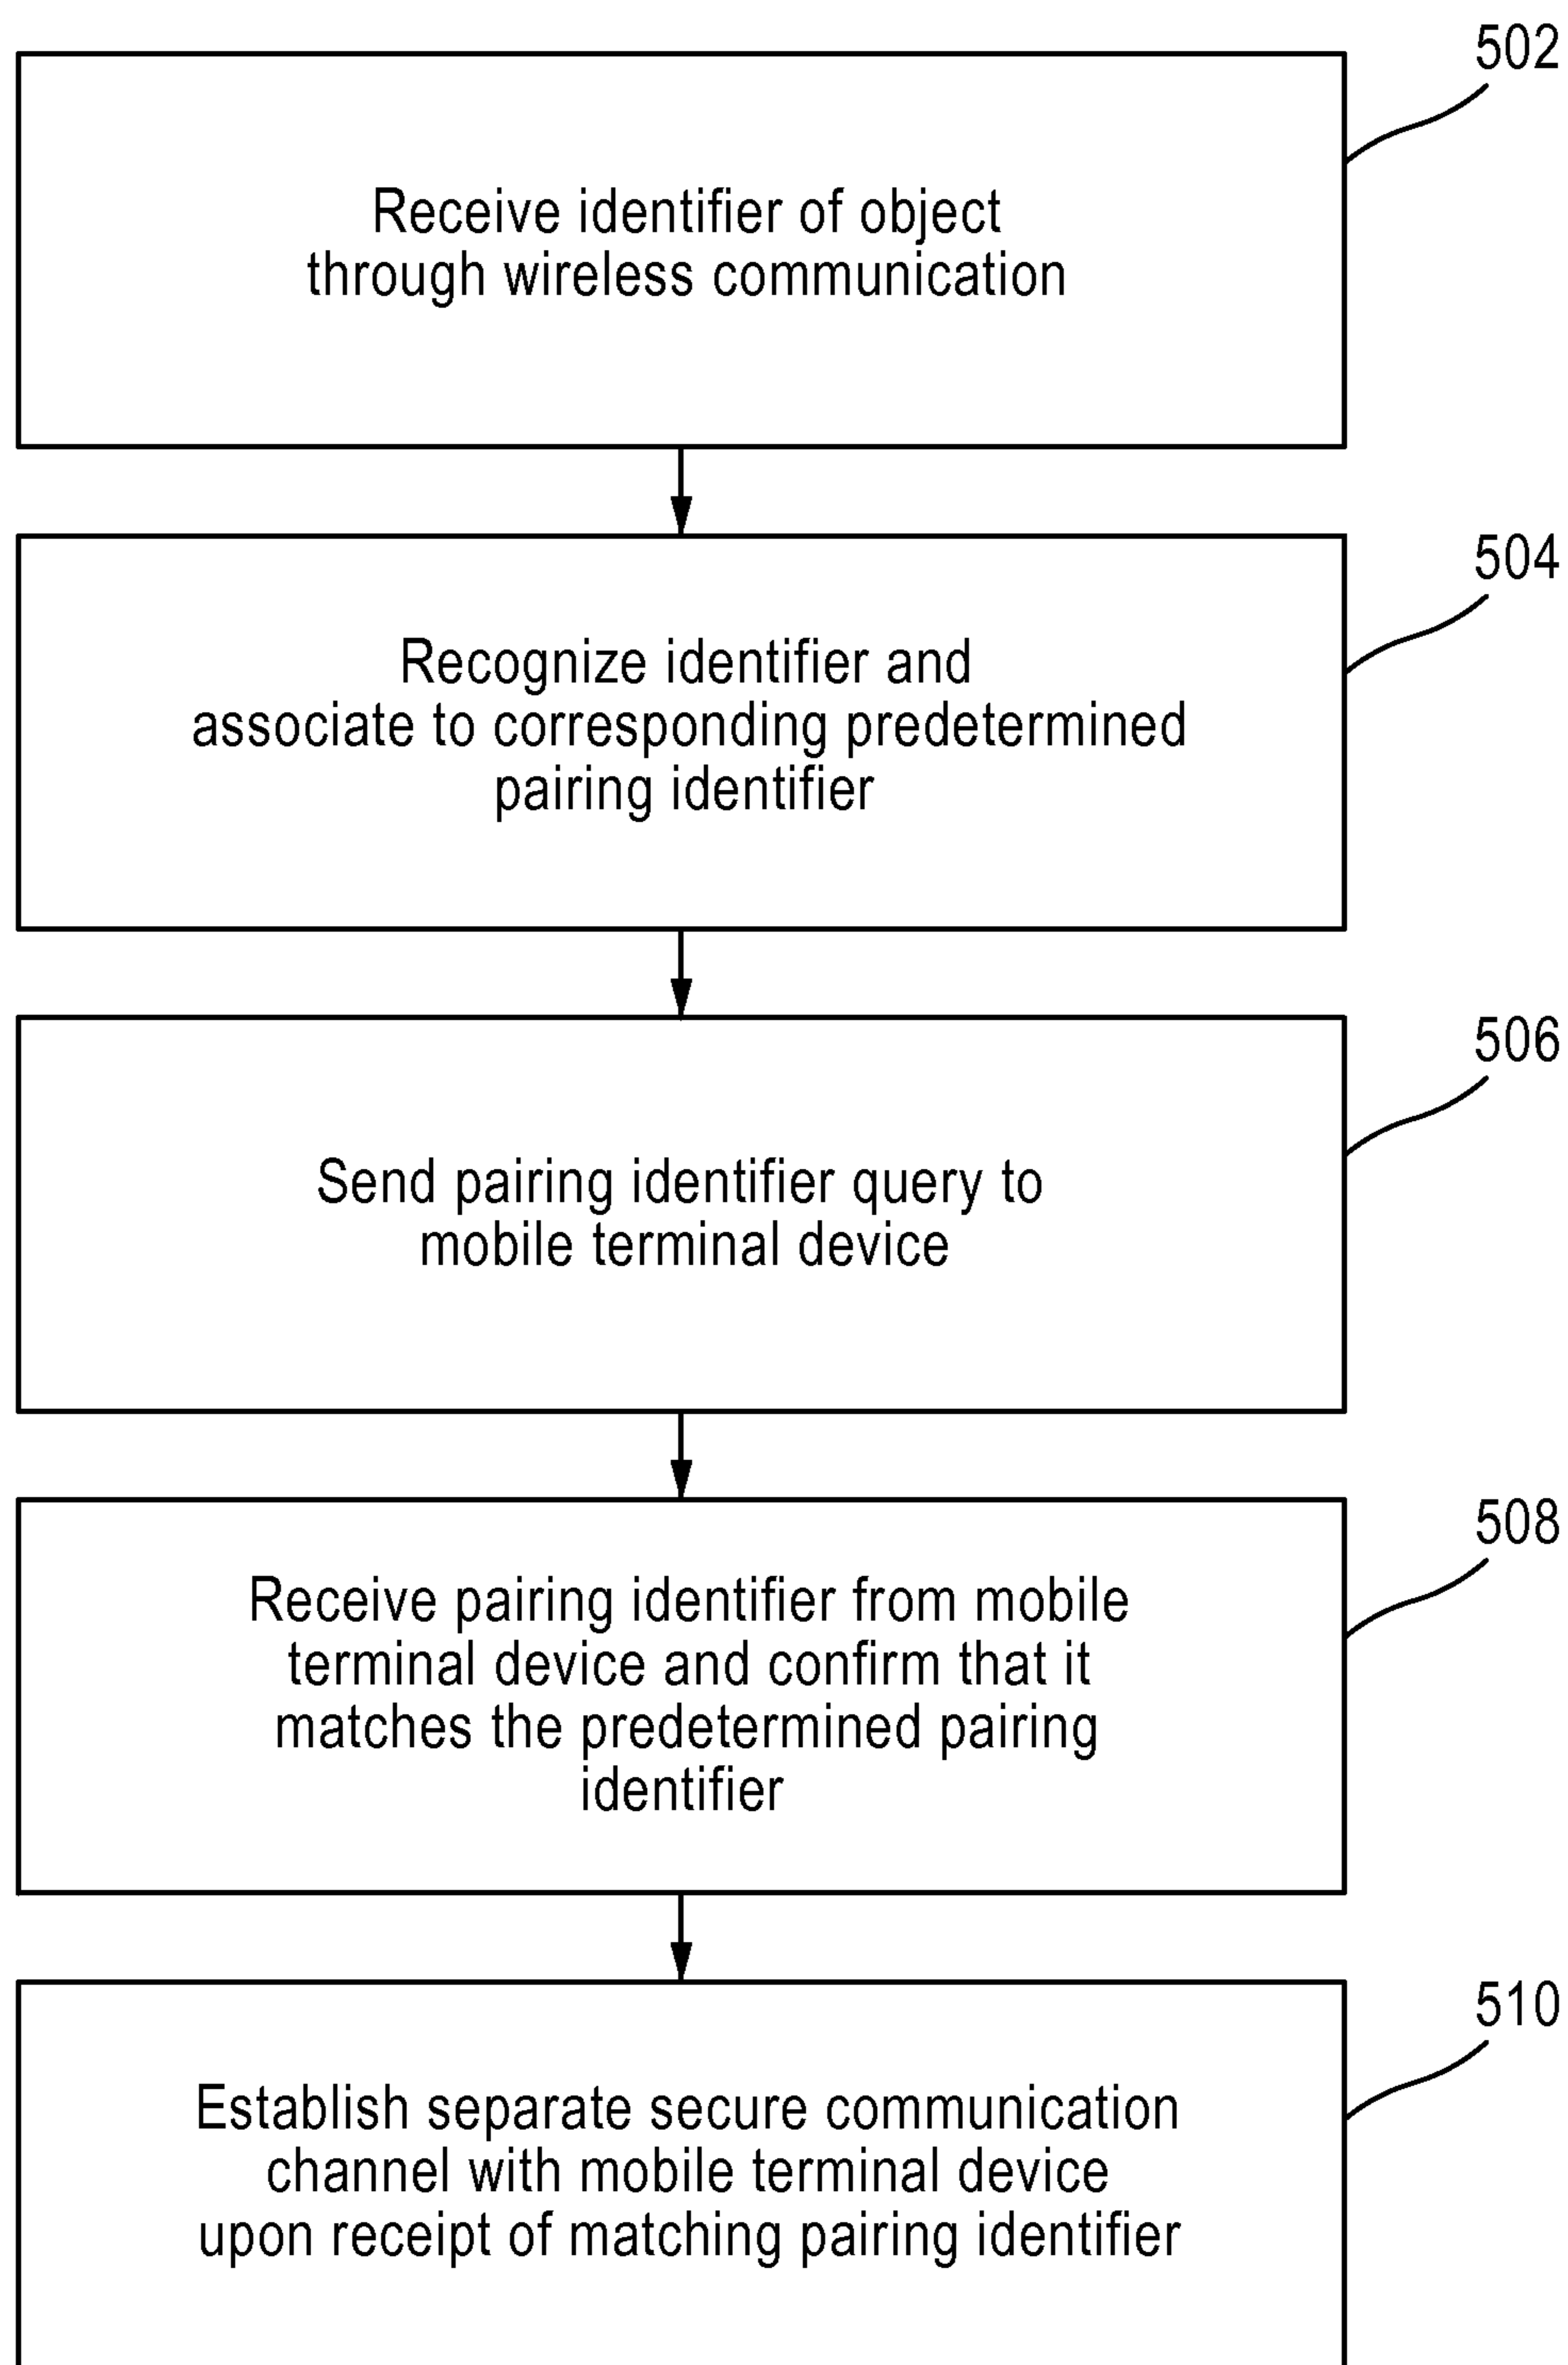 502
Receive identifier of object
through wireless communication
504
Recognize identifier and
associate to corresponding predetermined
pairing identifier
506
Send pairing identifier query to
mobile terminal device
508
Receive pairing identifier from mobile
terminal device and confirm that it
matches the predetermined pairing
identifier
510
Establish separate secure communication
channel with mobile terminal device
upon receipt of matching pairing identifier